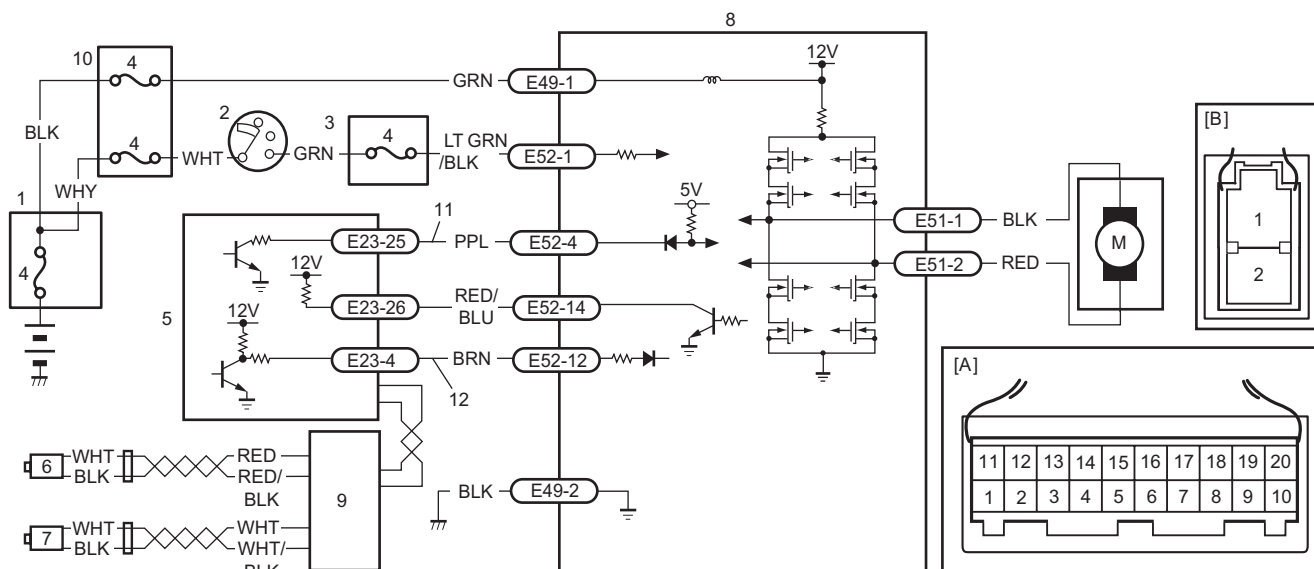 8
10
4
12V
GRN
E49-1
2
3
[B]
BLK
4
WHT
GRN
4
LT GRN
/BLK
E52-1
1
WHY
5V
1
11
E51-1
BLK
E23-25
PPL
E52-4
M
2
4
12V
E51-2
RED
5
E23-26
RED/
BLU
E52-14
12V
E23-4
BRN
E52-12
[A]
12
6
WHT
RED
BLK
RED/
BLK
11 12 13 14 15 16 17 18 19 20
1 2 3 4 5 6 7 8 9 10
9
BLK
E49-2
7
WHT
WHT
BLK
WHT/
BLK